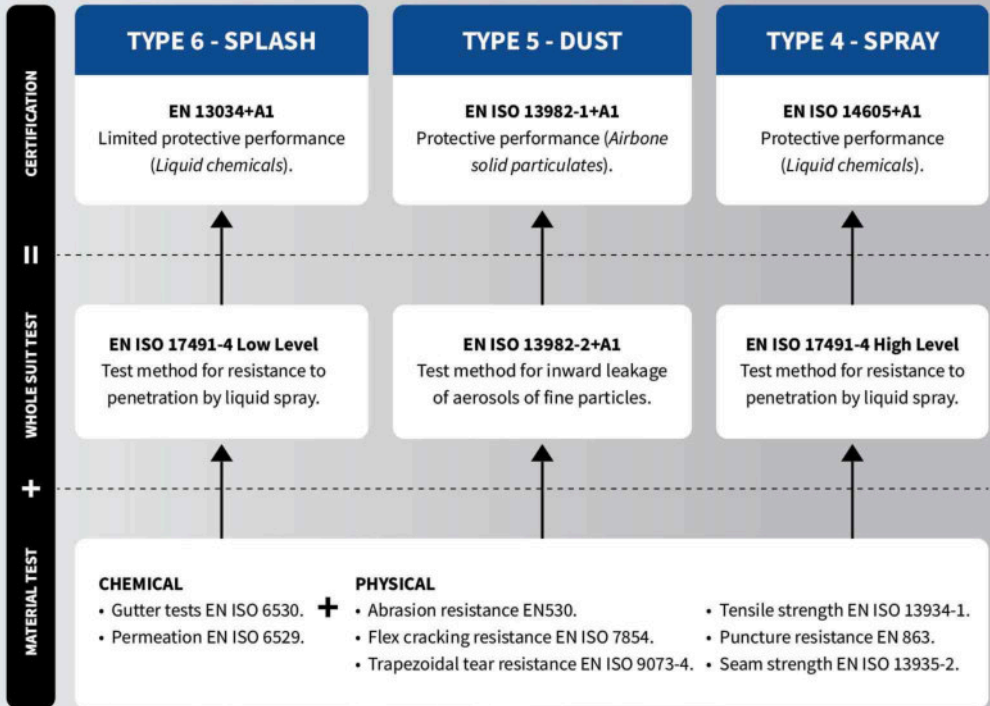 CERTIFICATION
=
WHOLE SUIT TEST
+
MATERIAL TEST
TYPE 6 - SPLASH
EN 13034+A1
Limited protective performance
(Liquid chemicals).
TYPE 5 - DUST
EN ISO 13982-1+A1
Protective performance (Airbone
solid particulates).
TYPE 4 - SPRAY
EN ISO 14605+A1
Protective performance
(Liquid chemicals).
EN ISO 17491-4 Low Level
Test method for resistance to
penetration by liquid spray.
EN ISO 13982-2+A1
Test method for inward leakage
of aerosols of fine particles.
EN ISO 17491-4 High Level
Test method for resistance to
penetration by liquid spray.
CHEMICAL
• Gutter tests EN ISO 6530.
• Permeation EN ISO 6529.
+
PHYSICAL
• Abrasion resistance EN530.
• Flex cracking resistance EN ISO 7854.
• Trapezoidal tear resistance EN ISO 9073-4.
• Tensile strength EN ISO 13934-1.
• Puncture resistance EN 863.
• Seam strength EN ISO 13935-2.